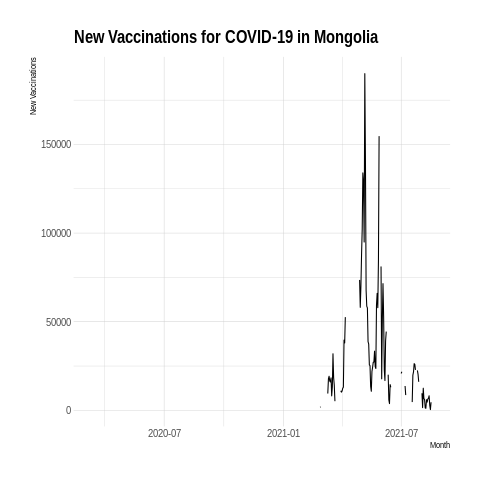 New Vaccinations for COVID-19 in Mongolia
New Vaccinations
150000
100000
50000
0
2020-07 2021-01 2021-07
Month